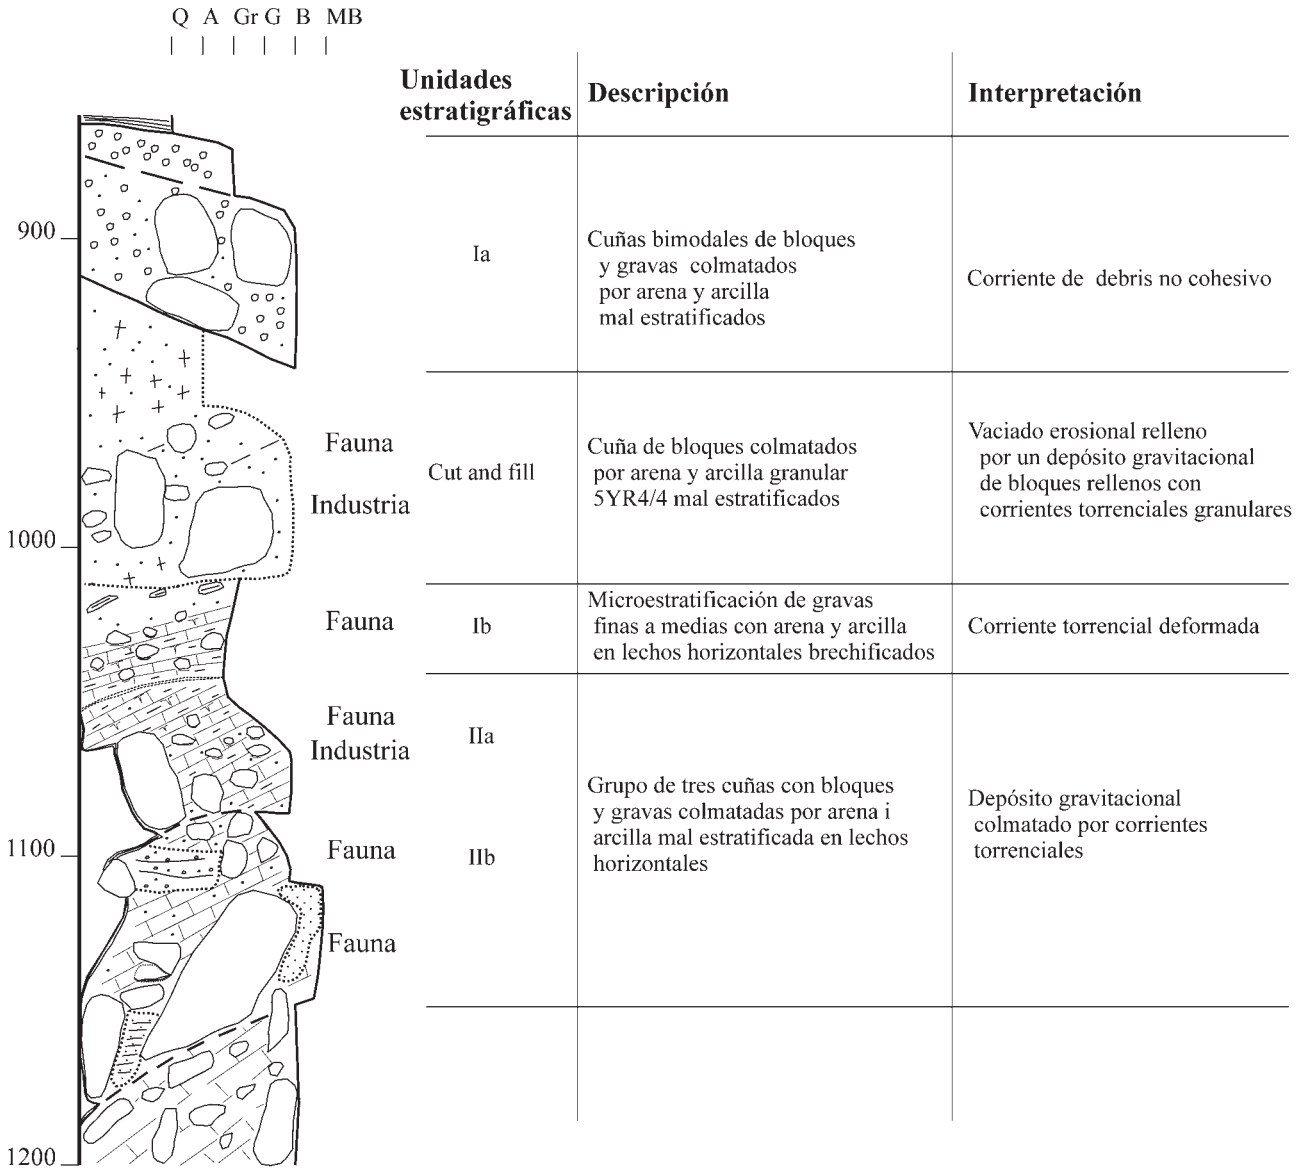 Q A Gr G B MB
Unidades
estratigráficas
Descripción
Interpretación
900
Ia
Cuñas bimodales de bloques
y gravas colmatados
por arena y arcilla
mal estratificados
Corriente de debris no cohesivo
Fauna
Industria
Cut and fill
Cuña de bloques colmatados
por arena y arcilla granular
5YR4/4 mal estratificados
Vaciado erosional relleno
por un depósito gravitacional
de bloques rellenos con
corrientes torrenciales granulares
1000
Fauna
Ib
Microestratificación de gravas
finas a medias con arena y arcilla
en lechos horizontales brechificados
Corriente torrencial deformada
Fauna
Industria
IIa
Grupo de tres cuñas con bloques
y gravas colmatadas por arena i
arcilla mal estratificada en lechos
horizontales
Depósito gravitacional
colmatado por corrientes
torrenciales
1100
Fauna
IIb
Fauna
1200